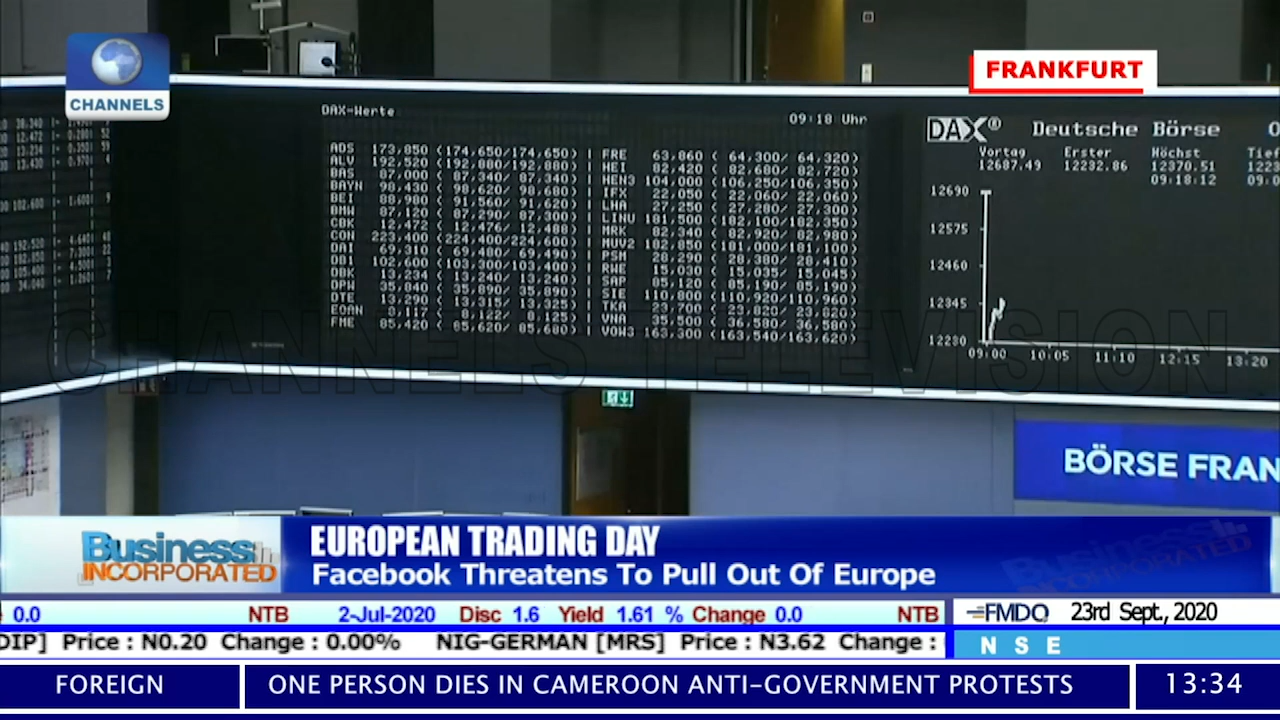 CHANNELS
FRANKFURT
DAX-Werte
09:18 Uhr
ADS 173,850 (174,650/174,650) | FRE 63,860 ( 64,300/ 64,320)
ALV 192,520 (192,880/192,880) | HEI 82,420 ( 82,680/ 82,720)
BAS 87,000 ( 87,340/ 87,340) | HEN3 104,000 (106,250/106,350)
BAYN 98,430 ( 98,620/ 98,680) | IFX 22,000 ( 22,060/ 22,060)
BEI 88,980 ( 91,560/ 91,620) | LHA 27,250 ( 27,280/ 27,300)
BMW 87,120 ( 87,290/ 87,300) | LINU 181,500 (182,100/182,350)
CBK 12,472 ( 12,476/ 12,488) | MRK 82,340 ( 82,920/ 82,980)
CON 223,400 (224,400/224,600) | MUV2 182,850 (181,000/181,100)
DAI 69,310 ( 69,480/ 69,490) | PSM 28,290 ( 28,380/ 28,410)
DB1 102,600 (103,300/103,400) | RWE 15,030 ( 15,035/ 15,045)
DBK 13,234 ( 13,240/ 13,240) | SAP 85,120 ( 85,190/ 85,190)
DPW 35,840 ( 35,890/ 35,890) | SIE 110,800 (110,920/110,960)
DTE 13,290 ( 13,315/ 13,325) | TKA 23,700 ( 23,820/ 23,820)
EOAN 8,117 ( 8,122/ 8,125) | VNA 35,500 ( 36,580/ 36,580)
FME 85,420 ( 85,620/ 85,680) | VOW3 163,300 (163,540/163,620)
DAX® Deutsche Börse
Vortag Erster Höchst Tief
12687.49 12232.86 12370.51
09:18:12
12690
12575
12460
12345
12230
09:00 10:05 11:10 12:15 13:20
CHANNELS TELEVISION
BÖRSE FRAN
Business INCORPORATED
EUROPEAN TRADING DAY
Facebook Threatens To Pull Out Of Europe
0.0 NTB 2-Jul-2020 Disc 1.6 Yield 1.61 % Change 0.0 NTB
FMDQ 23rd Sept., 2020
DIP] Price : N0.20 Change : 0.00% NIG-GERMAN [MRS] Price : N3.62 Change :
N S E
FOREIGN ONE PERSON DIES IN CAMEROON ANTI-GOVERNMENT PROTESTS 13:34